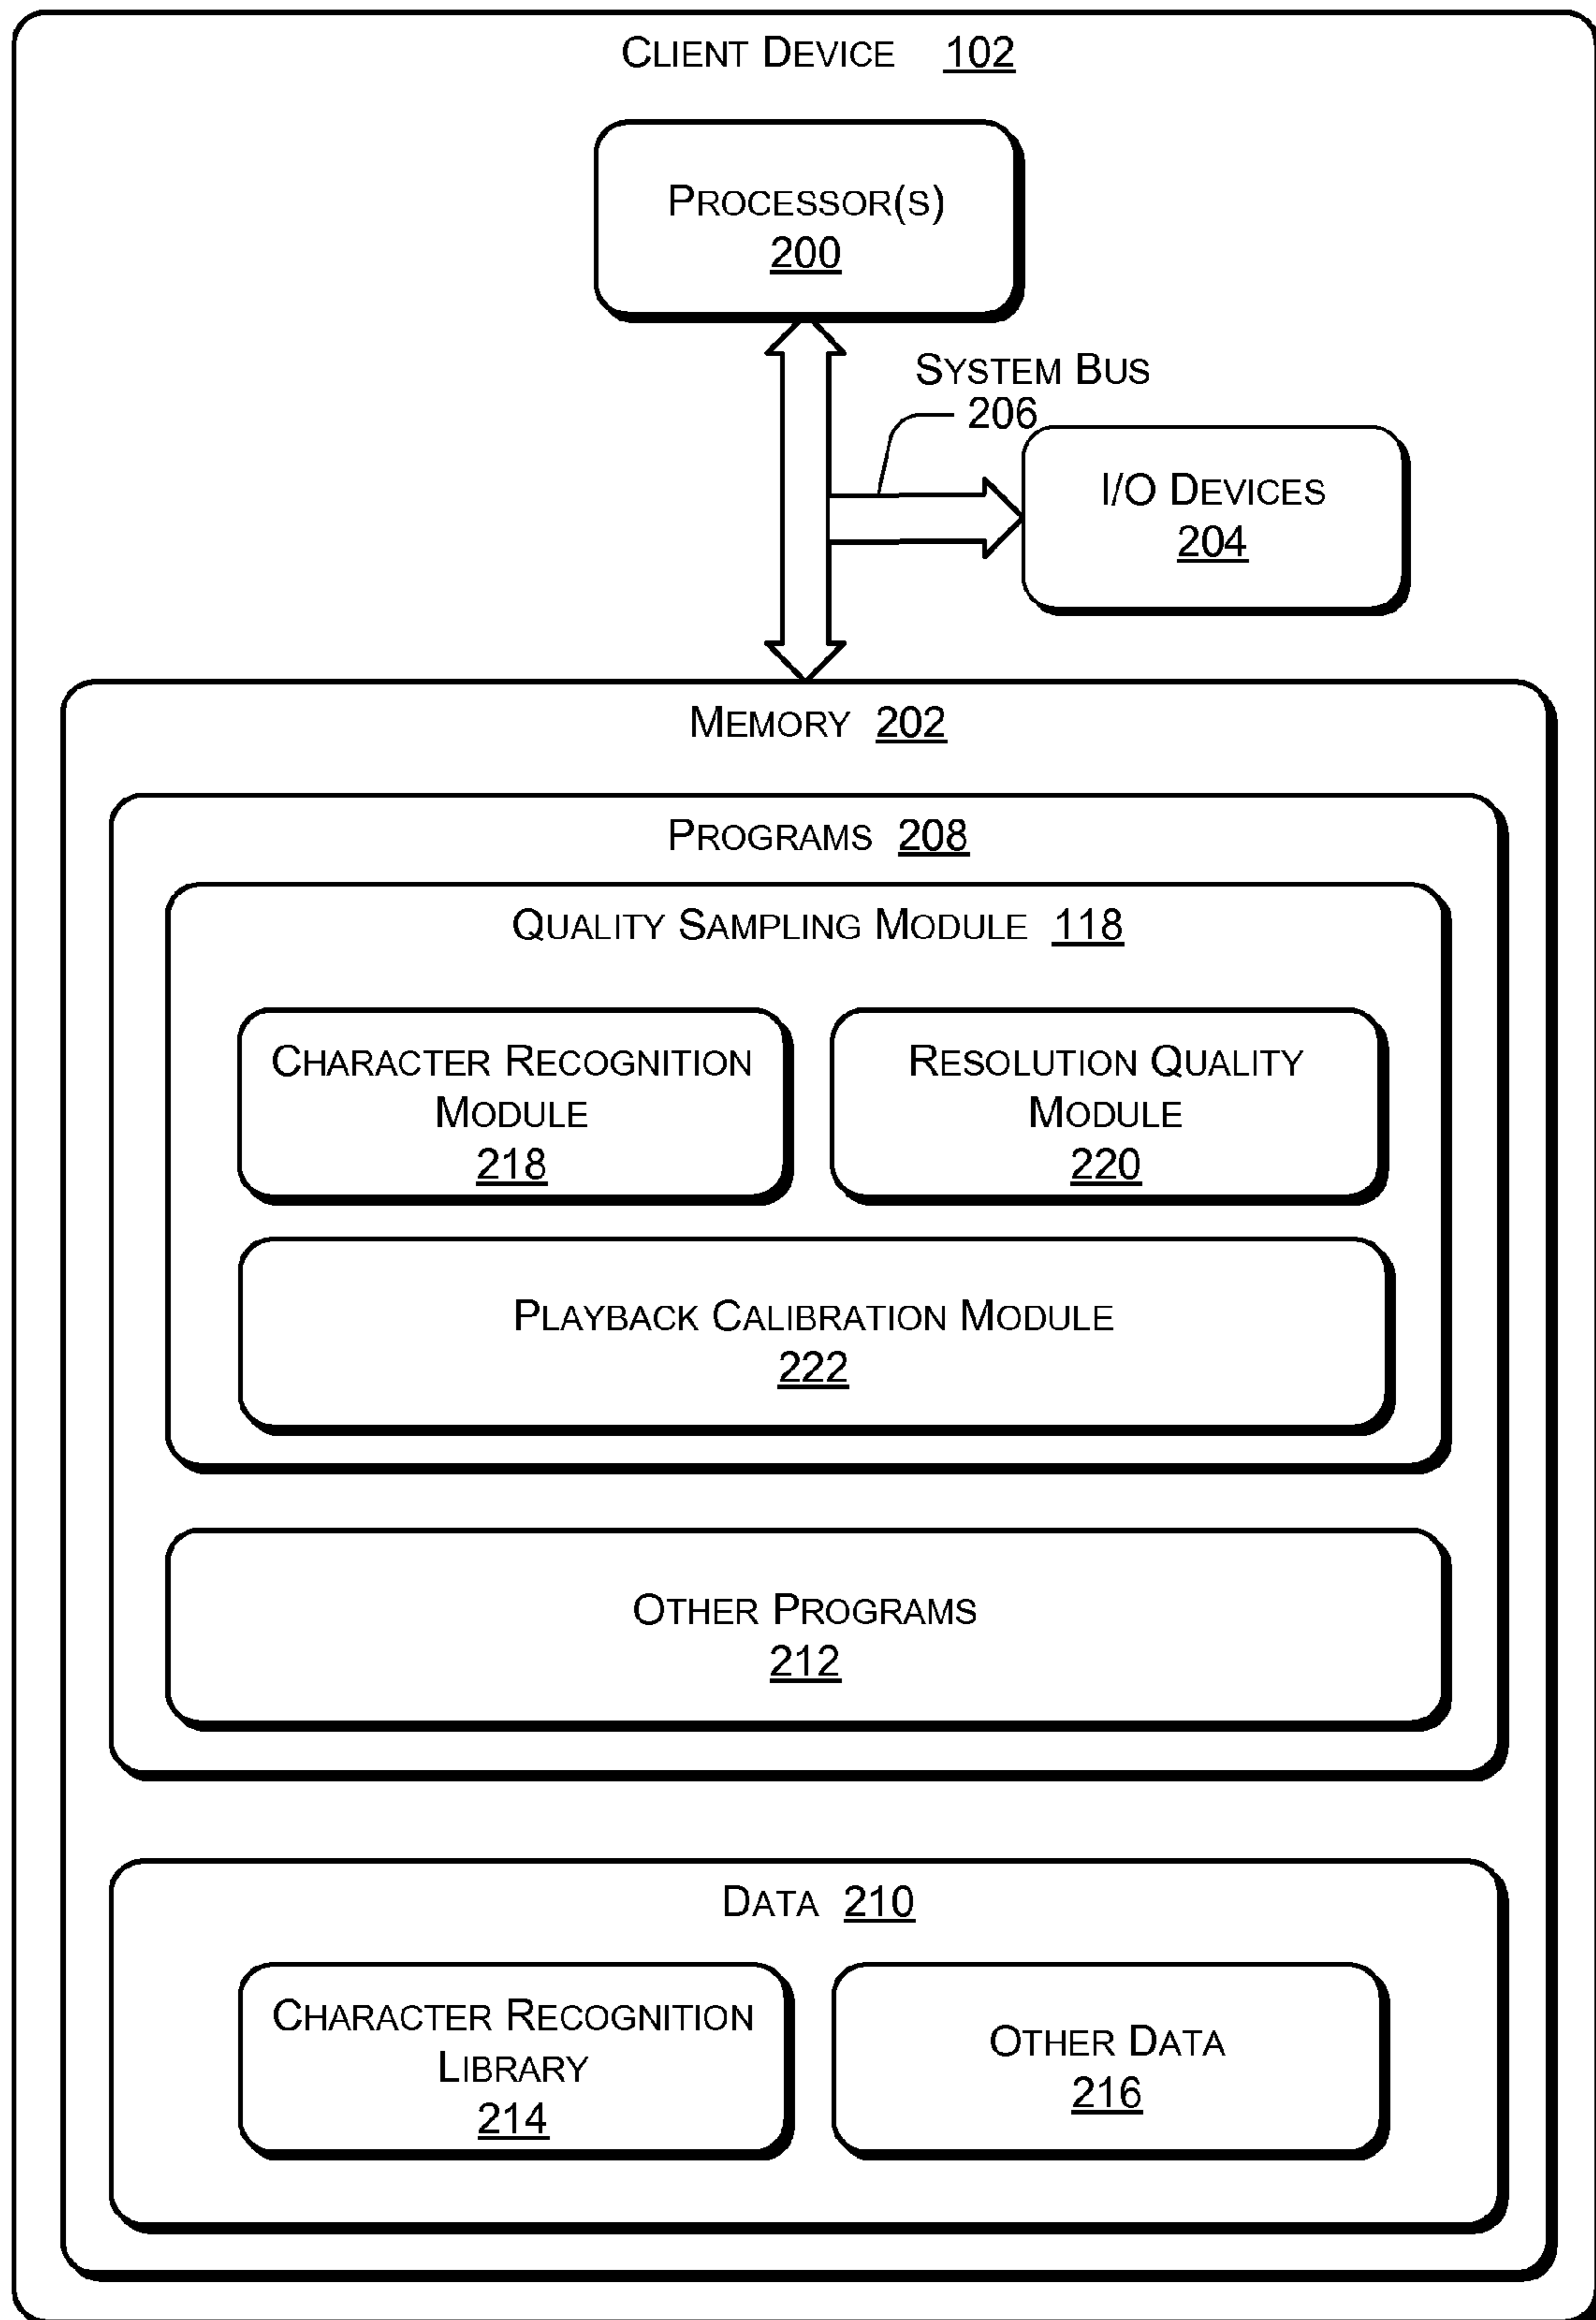 CLIENT DEVICE 102
PROCESSOR(S)
200
SYSTEM BUS
206
I/O DEVICES
204
MEMORY 202
PROGRAMS 208
QUALITY SAMPLING MODULE 118
CHARACTER RECOGNITION
MODULE
218
RESOLUTION QUALITY
MODULE
220
PLAYBACK CALIBRATION MODULE
222
OTHER PROGRAMS
212
DATA 210
CHARACTER RECOGNITION
LIBRARY
214
OTHER DATA
216